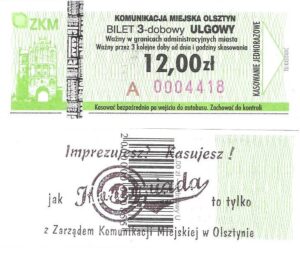 KOMUNIKACJA MIEJSKA OLSZTYN
ZKM
BILET 3-dobowy ULGOWY
Ważny w granicach administracyjnych miasta
Ważny przez 3 kolejne doby od dnia i godziny skasowania
12,00zł
A 0004418
KASOWANIE JEDNORAZOWE
Kasować bezpośrednio po wejściu do autobusu. Zachować do kontroli
Imprezujesz? Kasujesz!
jak
to tylko
z Zarządem Komunikacji Miejskiej w Olsztynie